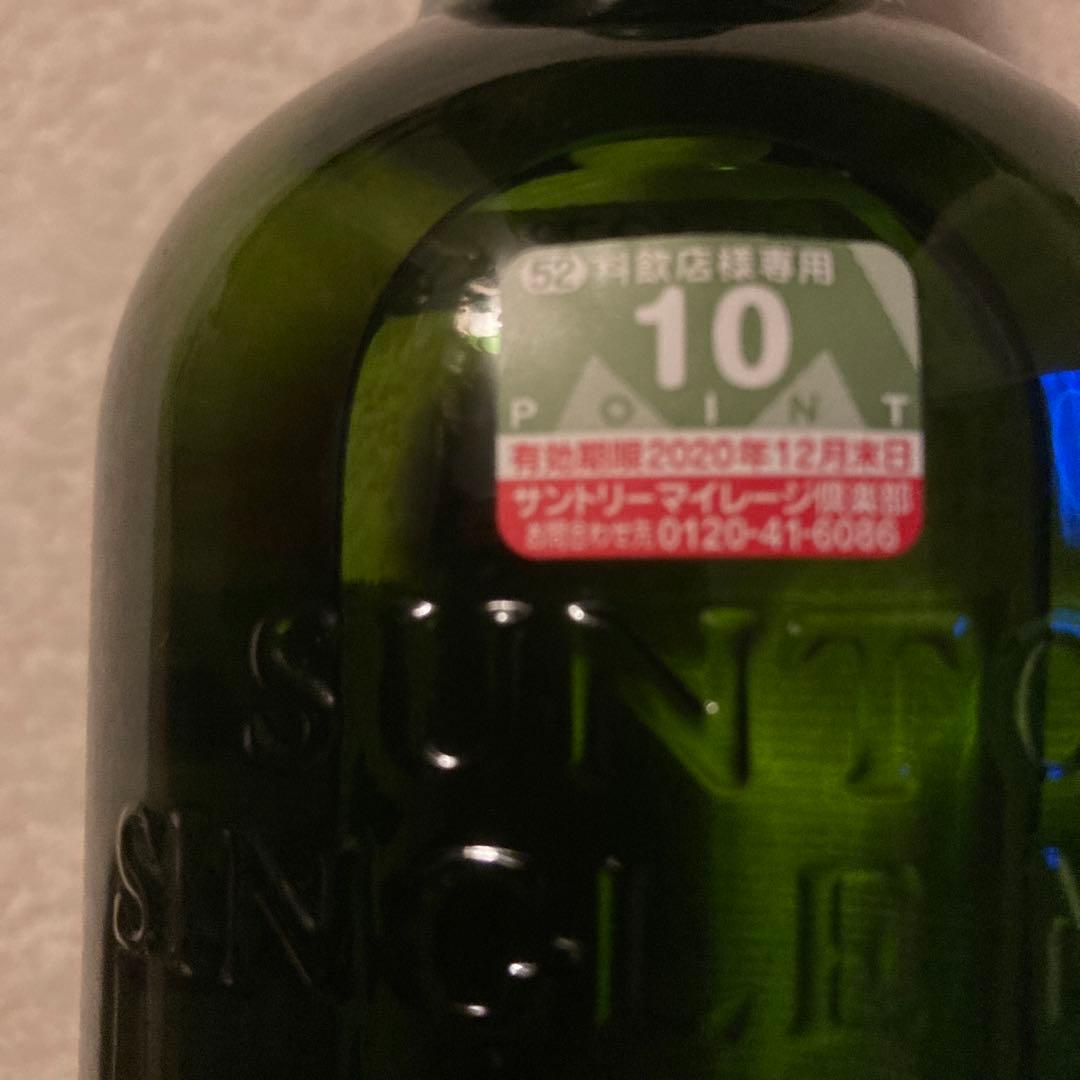 52 料飲店様専用
10
POINT
有効期限2020年12月末日
サントリーマイレージ倶楽部
お問合わせ先 0120-41-6086
SUNTO
SINGLE